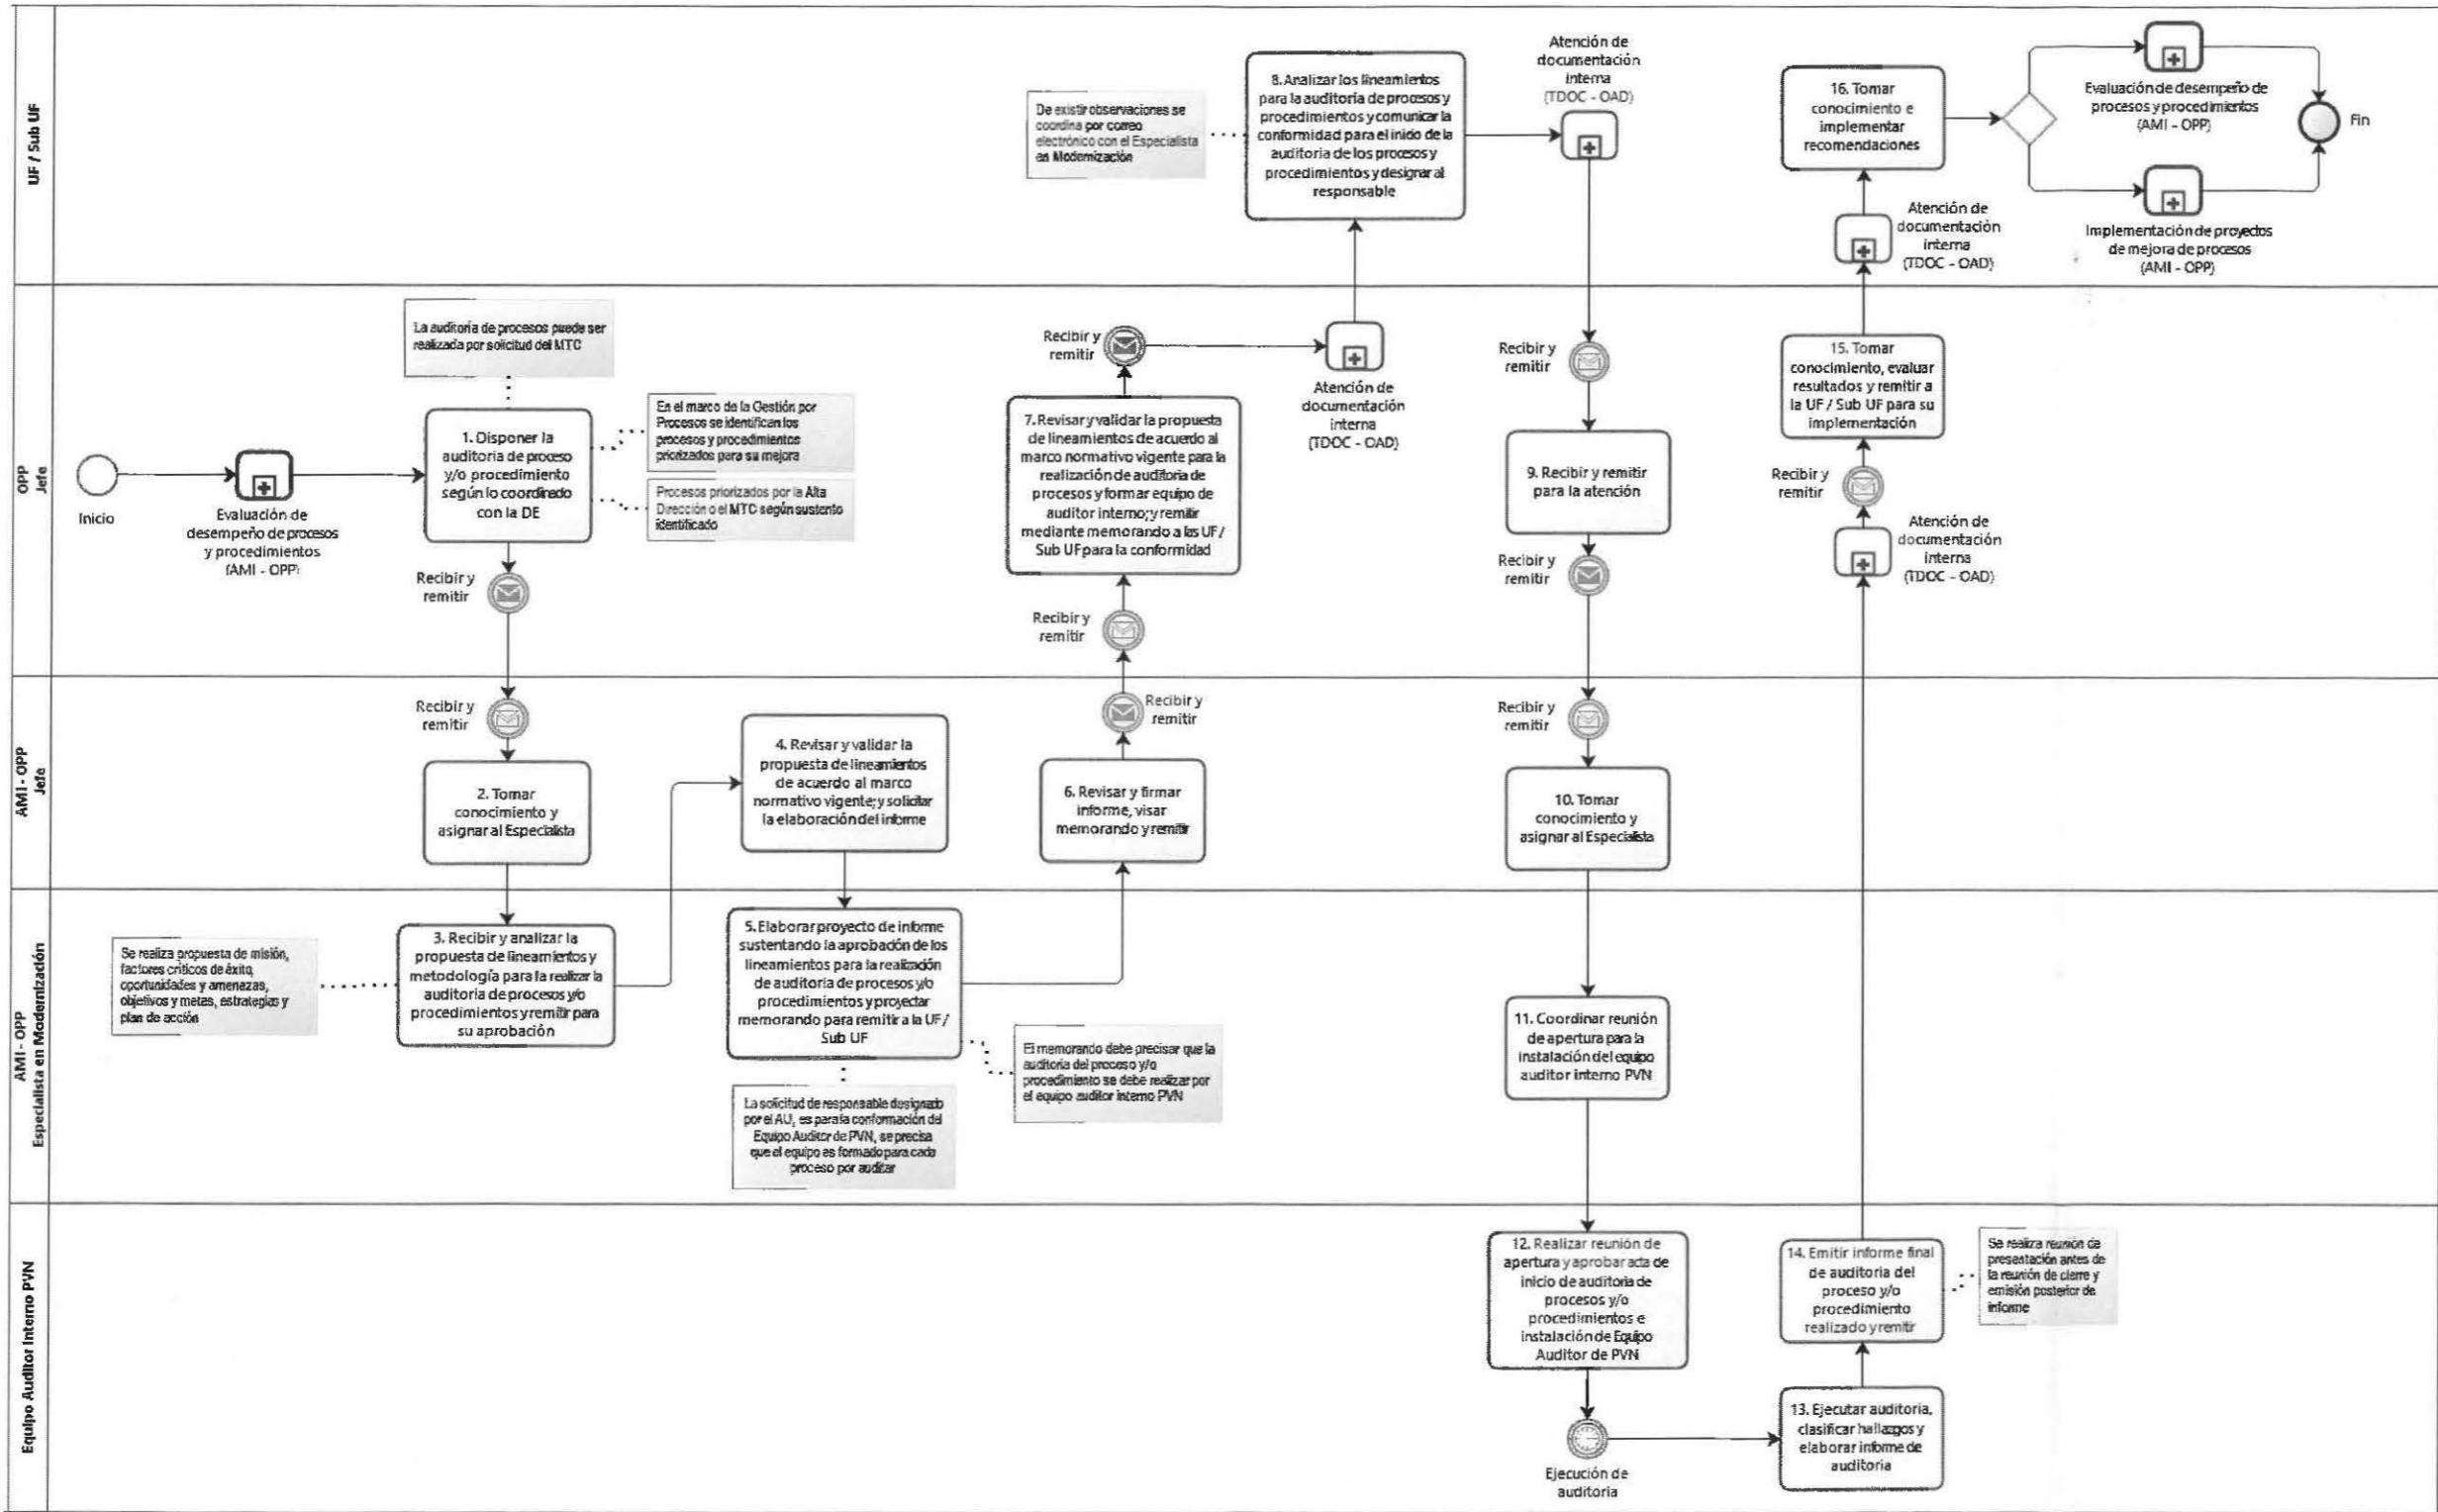 UF / Sub UF
De existir observaciones se
coordina por correo
electrónico con el Especialista
en Modernización
8. Analizar los lineamientos
para la auditoría de procesos y
procedimientos y comunicar la
conformidad para el inicio de la
auditoria de los procesos y
procedimientos y designar al
responsable
Atención de
documentación
interna
(TDOC - OAD)
16. Tomar
conocimiento e
implementar
recomendaciones
Evaluación de desempeño de
procesos y procedimientos
(AMI - OPP)
Fin
Implementación de proyectos
de mejora de procesos
(AMI - OPP)
Atención de
documentación
interna
(TDOC - OAD)
OPP
Jefe
Inicio
Evaluación de
desempeño de procesos
y procedimientos
(AMI - OPP)
La auditoría de procesos puede ser
realizada por solicitud del MTC
1. Disponer la
auditoria de proceso
y/o procedimiento
según lo coordinado
con la DE
En el marco de la Gestión por
Procesos se identifican los
procesos y procedimientos
priorizados para su mejora
Procesos priorizados por la Alta
Dirección o el MTC según sustento
identificado
Recibir y
remitir
Recibir y
remitir
Atención de
documentación
interna
(TDOC - OAD)
7. Revisar y validar la propuesta
de lineamientos de acuerdo al
marco normativo vigente para la
realización de auditoria de
procesos y formar equipo de
auditor interno; y remitir
mediante memorando a las UF /
Sub UF para la conformidad
Recibir y
remitir
Recibir y
remitir
9. Recibir y remitir
para la atención
Recibir y
remitir
15. Tomar
conocimiento, evaluar
resultados y remitir a
la UF / Sub UF para su
implementación
Recibir y
remitir
Atención de
documentación
interna
(TDOC - OAD)
AMI - OPP
Jefe
Recibir y
remitir
2. Tomar
conocimiento y
asignar al Especialista
4. Revisar y validar la
propuesta de lineamientos
de acuerdo al marco
normativo vigente; y solicitar
la elaboración del informe
Recibir y
remitir
6. Revisar y firmar
informe, visar
memorando y remitir
Recibir y
remitir
10. Tomar
conocimiento y
asignar al Especialista
AMI - OPP
Especialista en Modernización
Se realiza propuesta de misión,
factores críticos de éxito,
oportunidades y amenazas,
objetivos y metas, estrategias y
plan de acción
3. Recibir y analizar la
propuesta de lineamientos y
metodología para la realizar la
auditoria de procesos y/o
procedimientos y remitir para
su aprobación
5. Elaborar proyecto de informe
sustentando la aprobación de los
lineamientos para la realización
de auditoria de procesos y/o
procedimientos y proyectar
memorando para remitir a la UF /
Sub UF
El memorando debe precisar que la
auditoria del proceso y/o
procedimiento se debe realizar por
el equipo auditor interno PVN
La solicitud de responsable designado
por el AU, es para la conformación del
Equipo Auditor de PVN, se precisa
que el equipo es formado para cada
proceso por auditar
11. Coordinar reunión
de apertura para la
instalación del equipo
auditor interno PVN
Equipo Auditor Interno PVN
12. Realizar reunión de
apertura y aprobar acta de
inicio de auditoria de
procesos y/o
procedimientos e
instalación de Equipo
Auditor de PVN
Ejecución de
auditoria
13. Ejecutar auditoria,
clasificar hallazgos y
elaborar informe de
auditoria
14. Emitir informe final
de auditoria del
proceso y/o
procedimiento
realizado y remitir
Se realiza reunión de
presentación antes de
la reunión de cierre y
emisión posterior de
informe